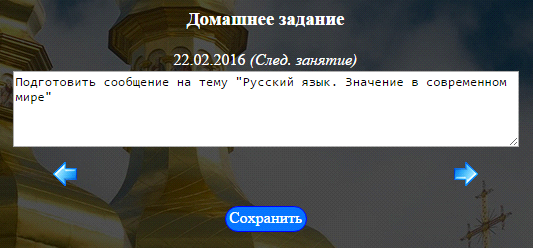 Домашнее задание
22.02.2016 (След. занятие)
Подготовить сообщение на тему "Русский язык. Значение в современном
мире"
Сохранить